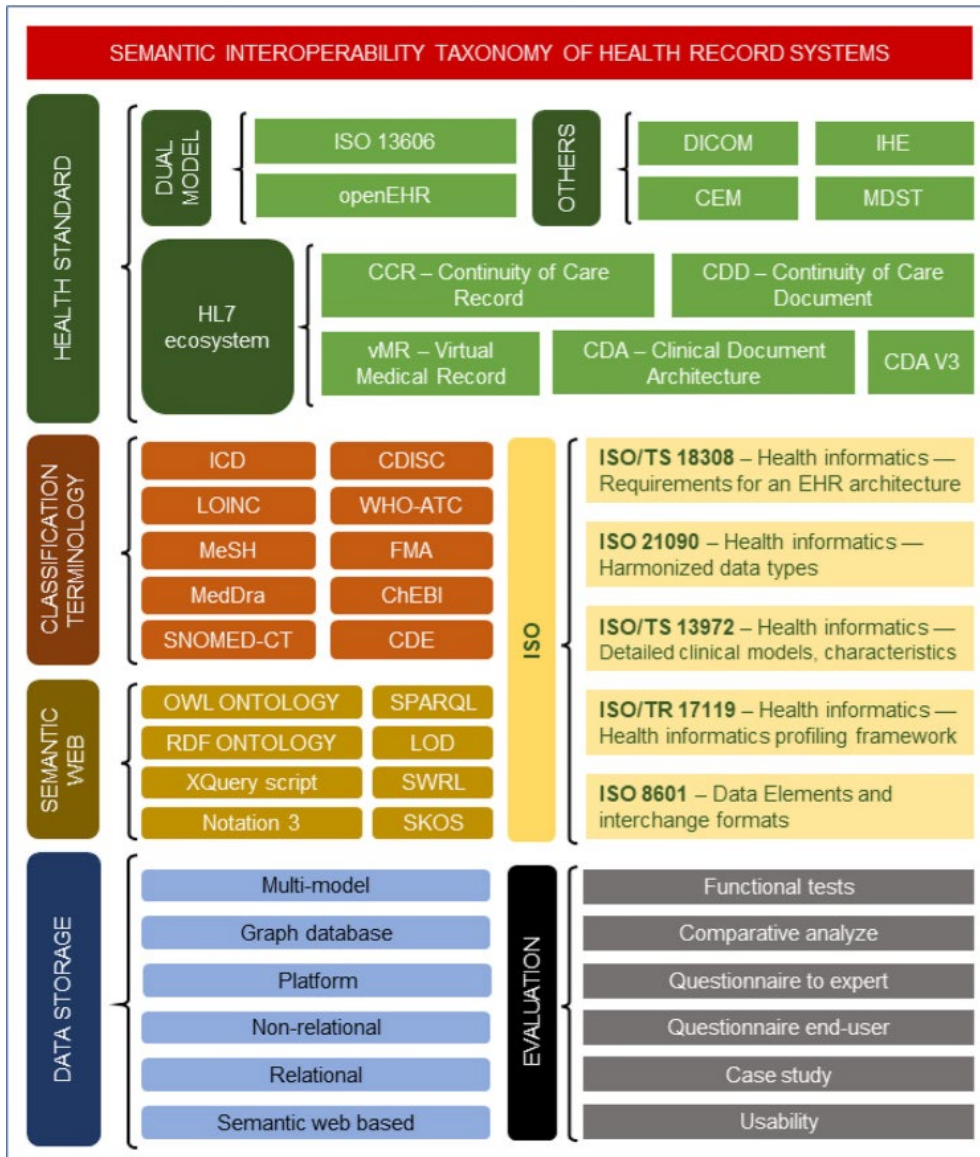 SEMANTIC INTEROPERABILITY TAXONOMY OF HEALTH RECORD SYSTEMS
HEALTH STANDARD
DUAL
MODEL
ISO 13606
openEHR
OTHERS
DICOM
IHE
CEM
MDST
HL7
ecosystem
CCR – Continuity of Care
Record
CDD – Continuity of Care
Document
vMR – Virtual
Medical Record
CDA – Clinical Document
Architecture
CDA V3
CLASSIFICATION
TERMINOLOGY
ICD
CDISC
LOINC
WHO-ATC
MeSH
FMA
MedDra
ChEBI
SNOMED-CT
CDE
SEMANTIC
WEB
OWL ONTOLOGY
SPARQL
RDF ONTOLOGY
LOD
XQuery script
SWRL
Notation 3
SKOS
ISO
ISO/TS 18308 – Health informatics —
Requirements for an EHR architecture
ISO 21090 – Health informatics —
Harmonized data types
ISO/TS 13972 – Health informatics —
Detailed clinical models, characteristics
ISO/TR 17119 – Health informatics —
Health informatics profiling framework
ISO 8601 – Data Elements and
interchange formats
DATA STORAGE
Multi-model
Graph database
Platform
Non-relational
Relational
Semantic web based
EVALUATION
Functional tests
Comparative analyze
Questionnaire to expert
Questionnaire end-user
Case study
Usability